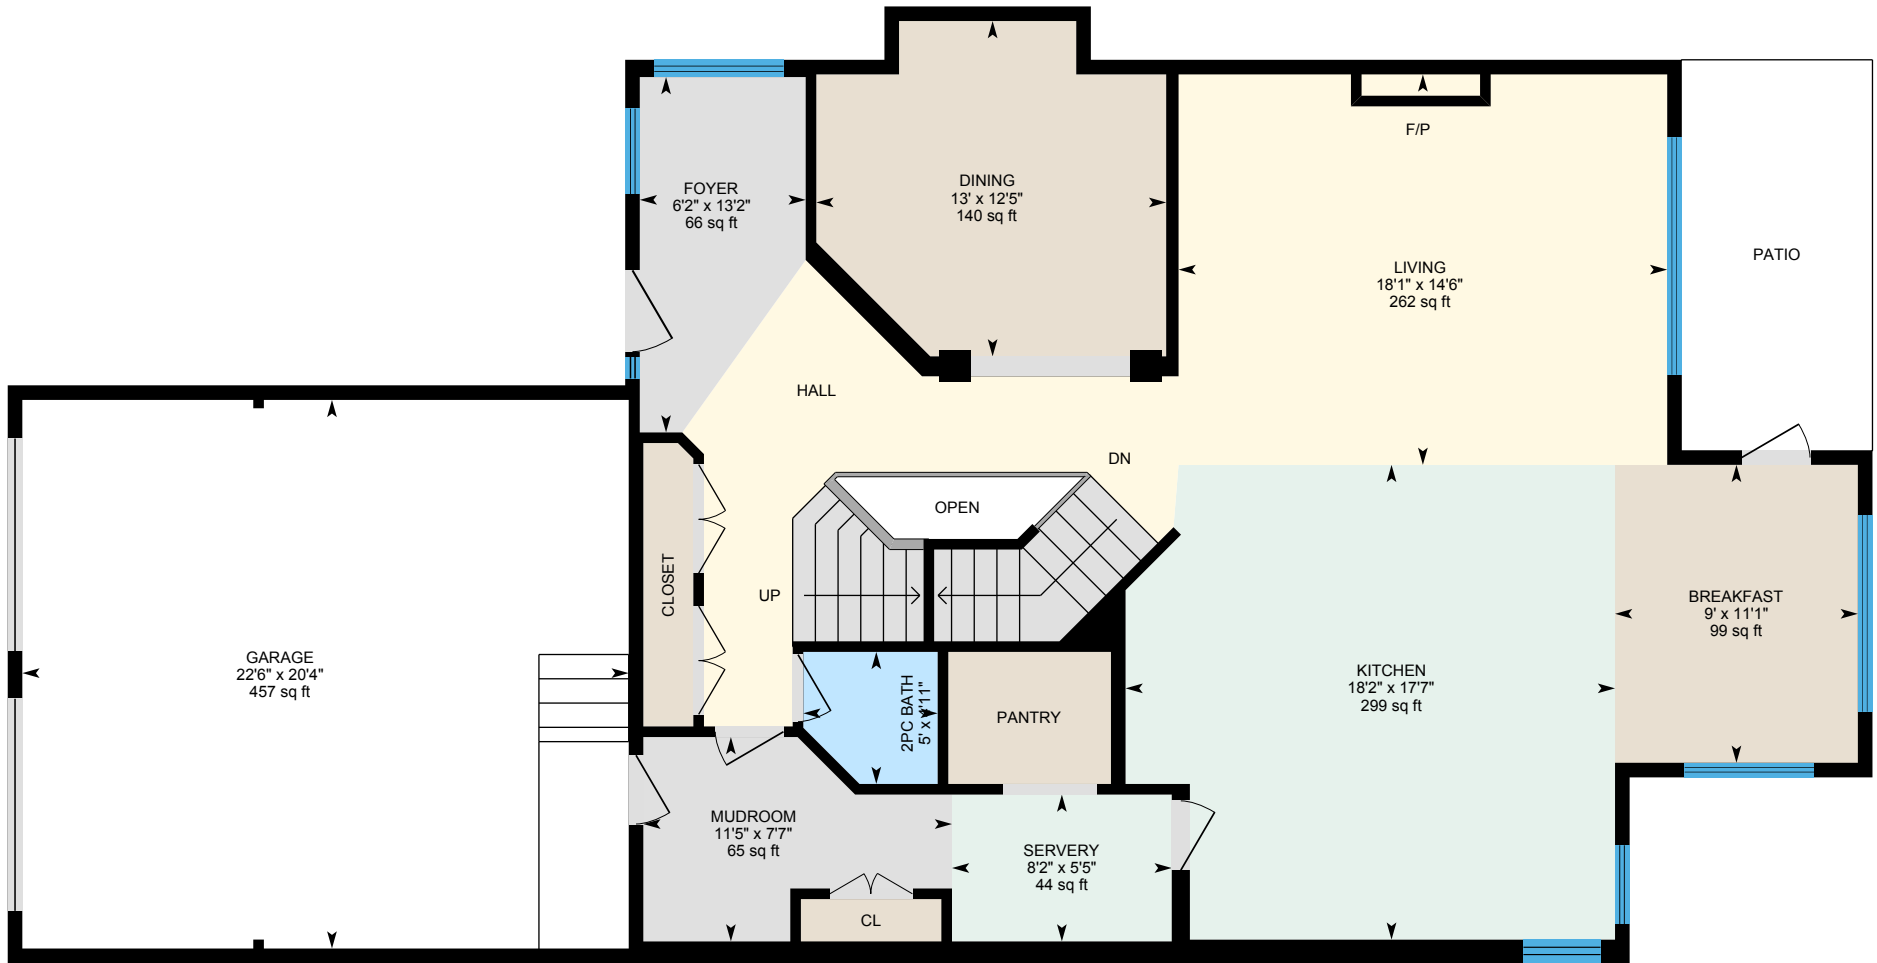 FOYER
6'2" x 13'2"
66 sq ft
DINING
13' x 12'5"
140 sq ft
F/P
LIVING
18'1" x 14'6"
262 sq ft
PATIO
HALL
DN
OPEN
CLOSET
UP
BREAKFAST
9' x 11'1"
99 sq ft
GARAGE
22'6" x 20'4"
457 sq ft
KITCHEN
18'2" x 17'7"
299 sq ft
2PC BATH
5' x 4'11"
PANTRY
MUDROOM
11'5" x 7'7"
65 sq ft
SERVERY
8'2" x 5'5"
44 sq ft
CL